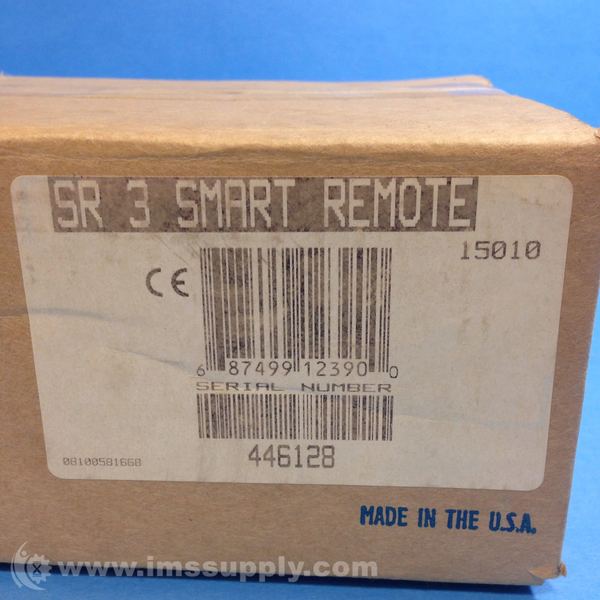 SR 3 SMART REMOTE
15010
CE
6 87499 12390 0
SERIAL NUMBER
446128
08100581668
MADE IN THE U.S.A.
www.imssupply.com